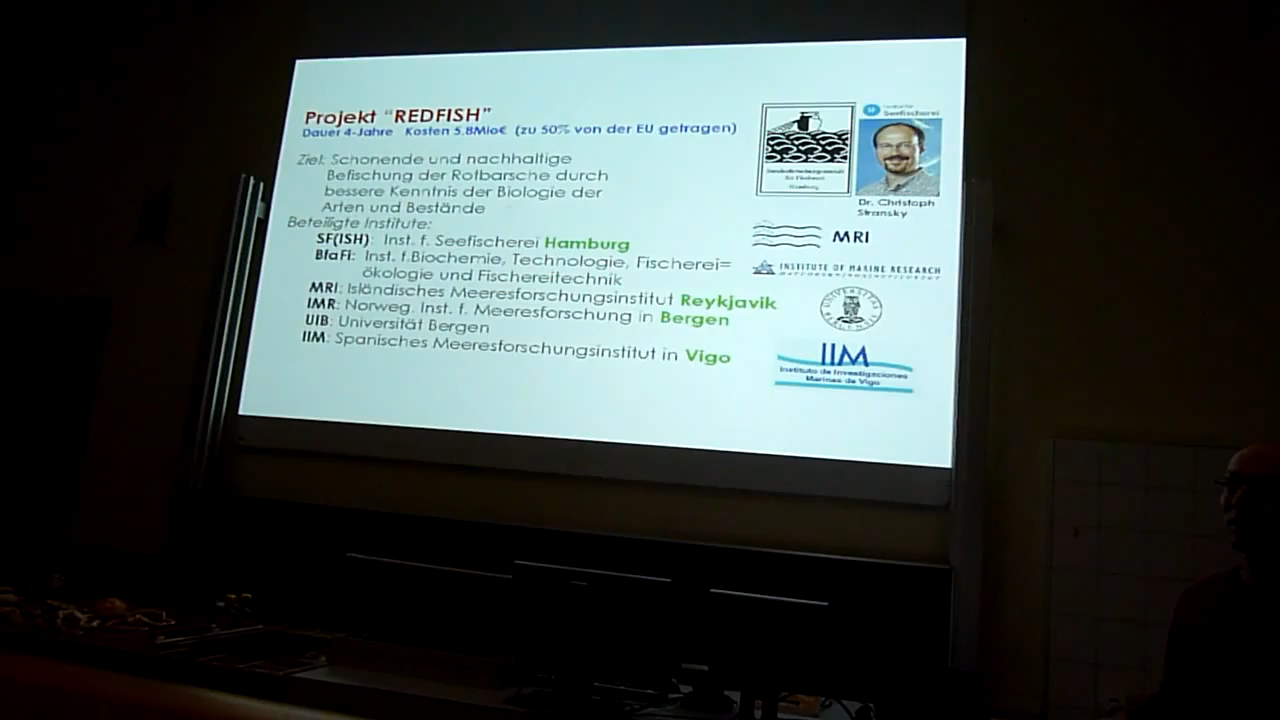 Projekt "REDFISH"
Dauer 4-Jahre Kosten 5,8Mio€ (zu 50% von der EU getragen)
Ziel: Schonende und nachhaltige
Befischung der Rotbarsche durch
bessere Kenntnis der Biologie der
Arten und Bestände
Beteiligte Institute:
SF(ISH): Inst. f. Seefischerei Hamburg
BfaFi: Inst. f.Biochemie, Technologie, Fischerei=
ökologie und Fischereitechnik
MRI: Isländisches Meeresforschungsinstitut Reykjavik
IMR: Norweg. Inst. f. Meeresforschung in Bergen
UIB: Universität Bergen
IIM: Spanisches Meeresforschungsinstitut in Vigo
Seefischerei
Hamburg
Dr. Christoph
Stransky
MRI
INSTITUTE OF MARINE RESEARCH
UNIVERSITAS
BERGENSIS
IIM
Instituto de Investigaciones
Marinas de Vigo